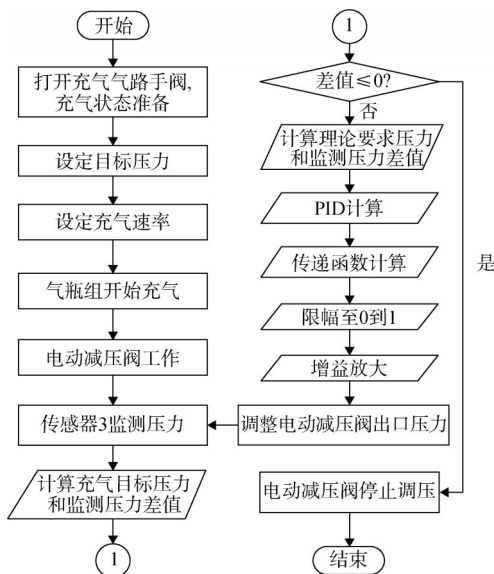 开始
打开充气气路手阀,
充气状态准备
设定目标压力
设定充气速率
气瓶组开始充气
电动减压阀工作
传感器3监测压力
计算充气目标压力
和监测压力差值
1
1
差值≤0?
否
是
计算理论要求压力
和监测压力差值
PID计算
传递函数计算
限幅至0到1
增益放大
调整电动减压阀出口压力
电动减压阀停止调压
结束